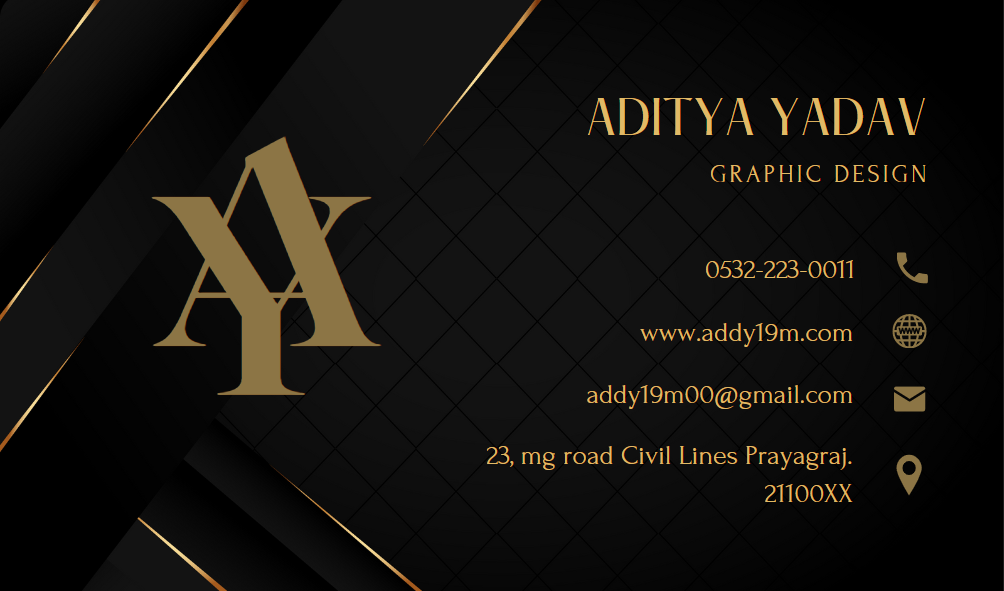 AY
ADITYA YADAV
GRAPHIC DESIGN
0532-223-0011
www.addy19m.com
addy19m00@gmail.com
23, mg road Civil Lines Prayagraj.
21100XX